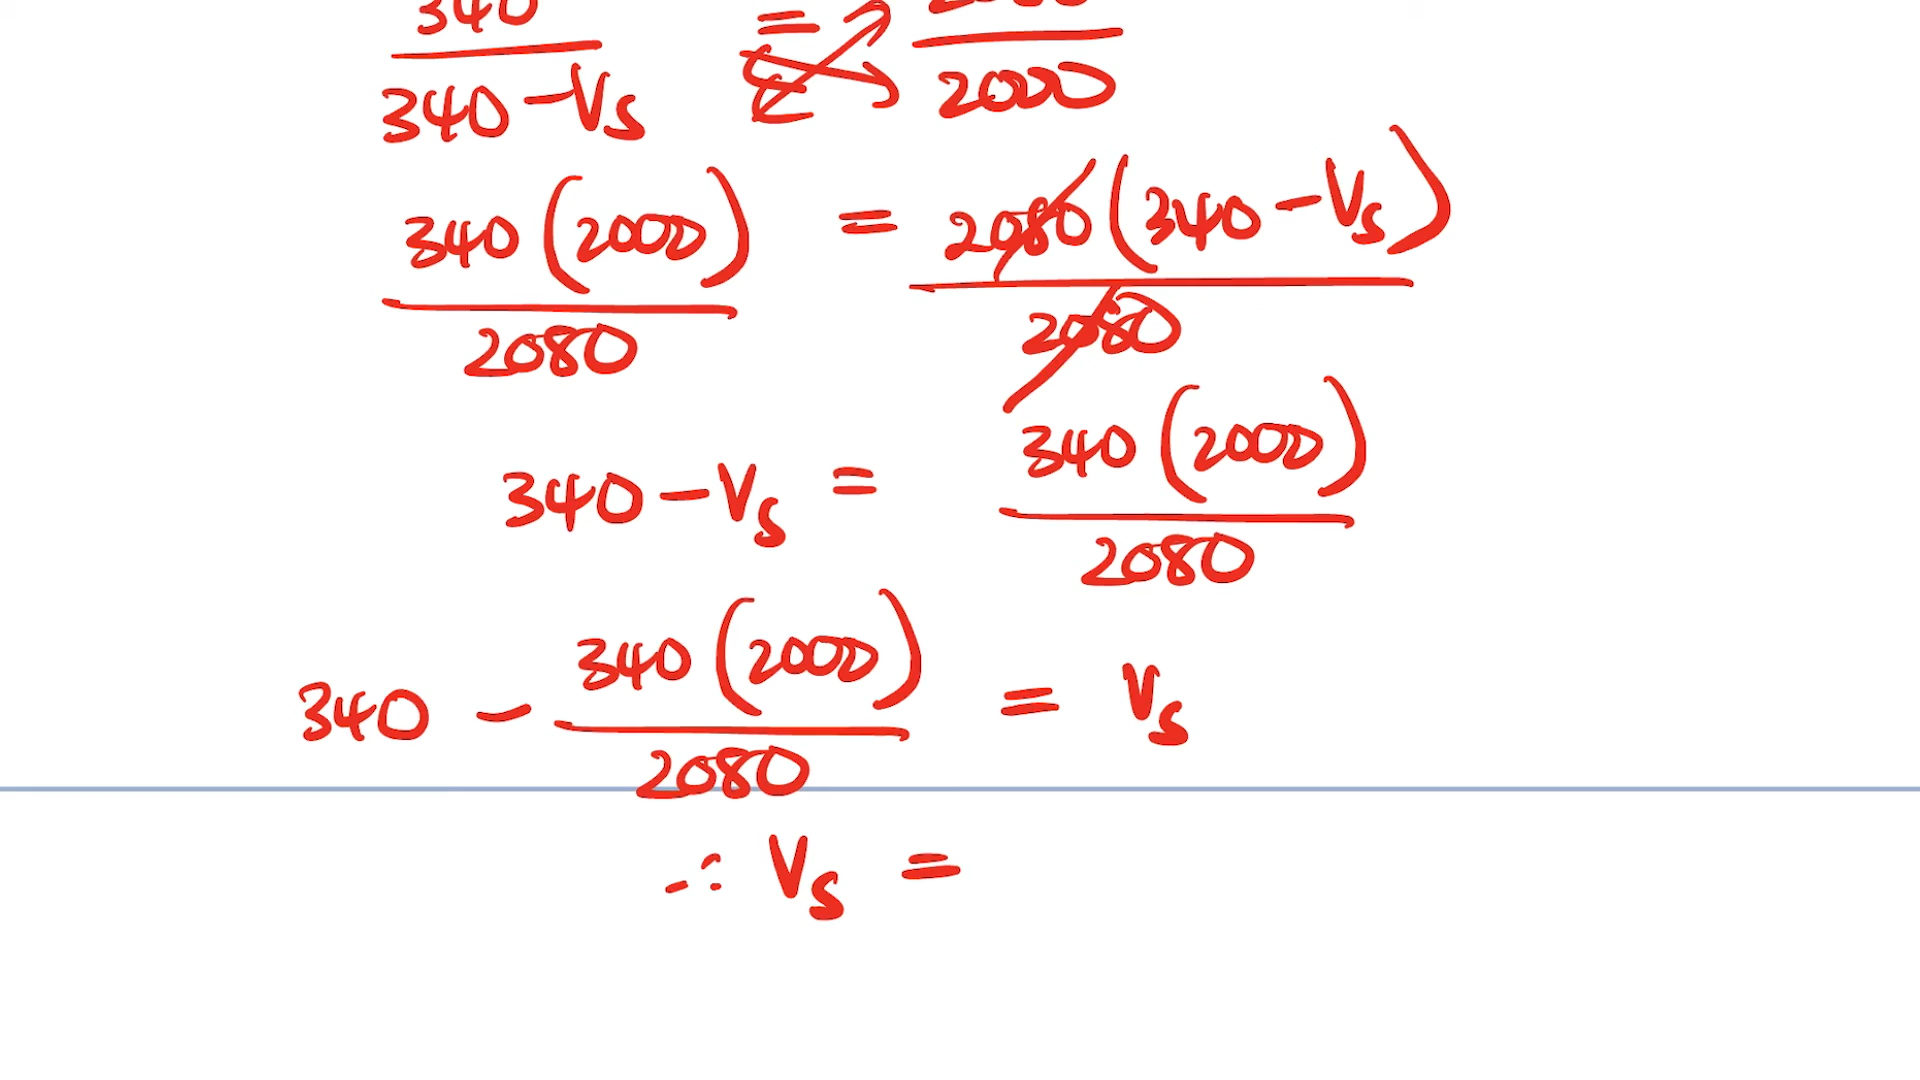 340 / 340 - Vs = / 2000
340 (2000) / 2080 = 2080 (340 - Vs) / 2080
340 - Vs = 340 (2000) / 2080
340 - 340 (2000) / 2080 = Vs
∴ Vs =